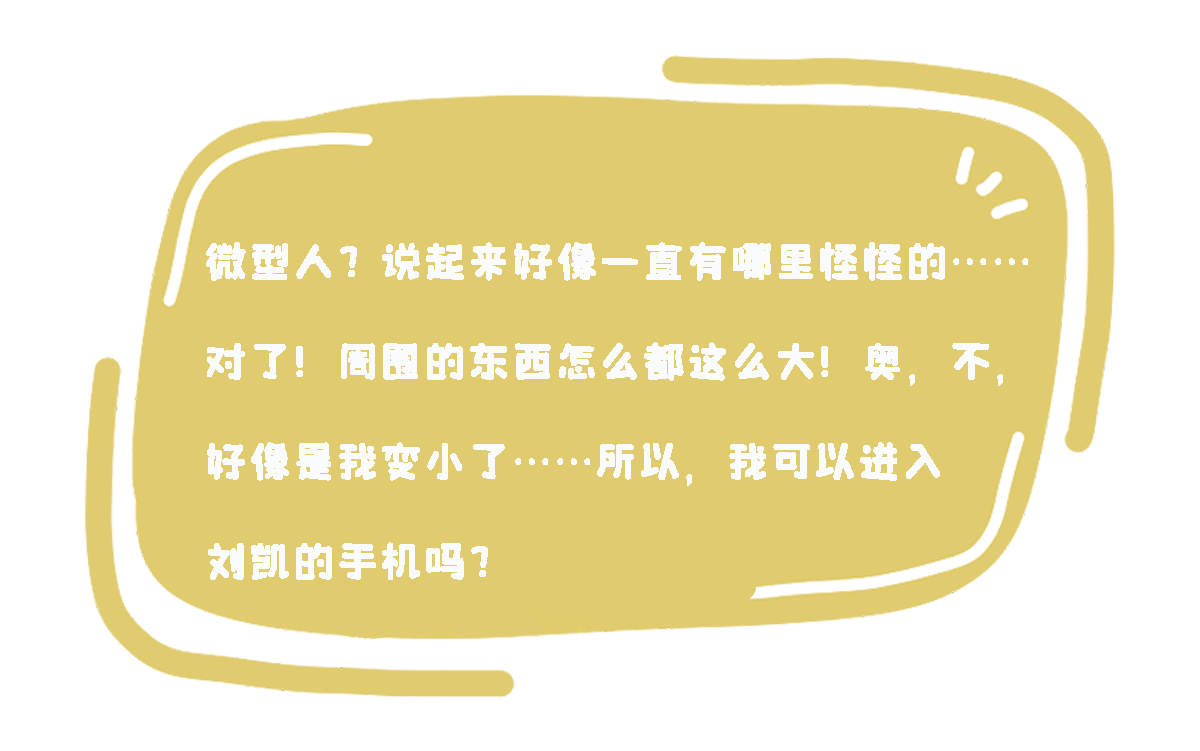 微型人？说起来好像一直有哪里怪怪的……
对了！周围的东西怎么都这么大！奥，不，
好像是我变小了……所以，我可以进入
刘凯的手机吗？